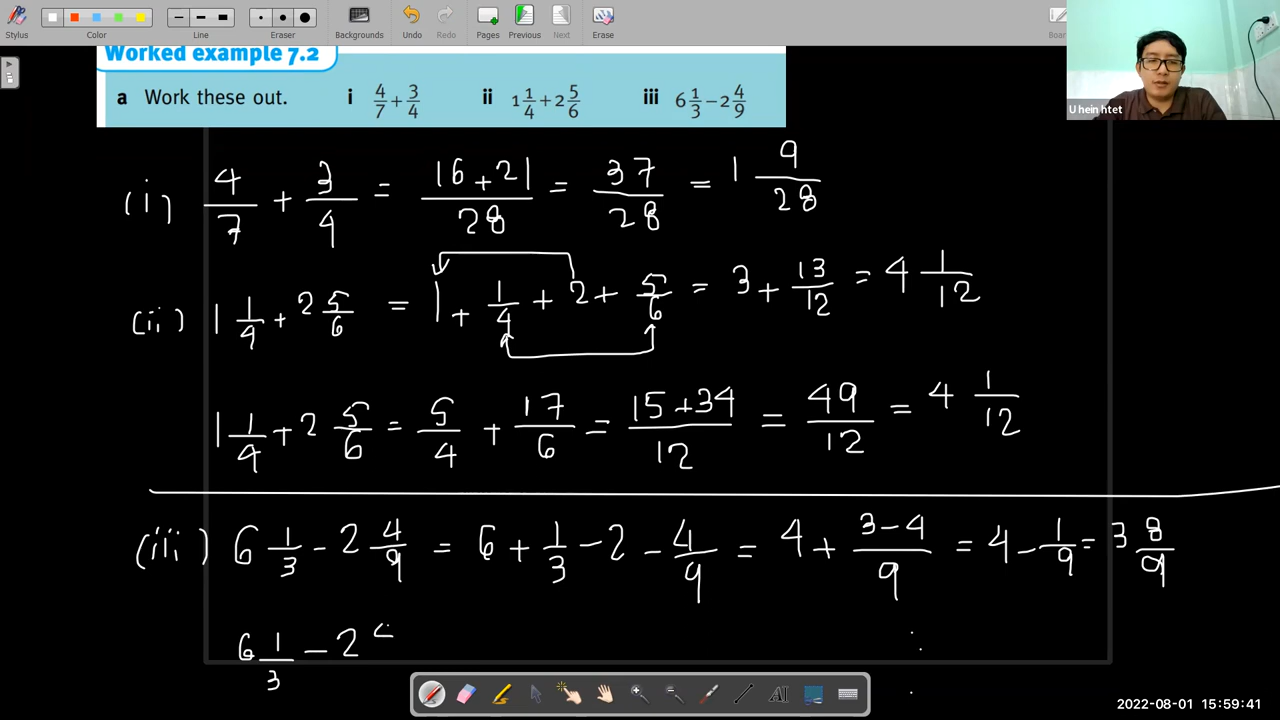 Stylus Color Line Eraser Backgrounds Undo Redo Pages Previous Next Erase
Worked example 7.2
a Work these out. i 4/7 + 3/4 ii 1 1/4 + 2 5/6 iii 6 1/3 − 2 4/9
U hein htet
(i) 4/7 + 3/4 = (16+21)/28 = 37/28 = 1 9/28
(ii) 1 1/4 + 2 5/6 = 1 + 1/4 + 2 + 5/6 = 3 + 13/12 = 4 1/12
1 1/4 + 2 5/6 = 5/4 + 17/6 = (15+34)/12 = 49/12 = 4 1/12
(iii) 6 1/3 − 2 4/9 = 6 + 1/3 − 2 − 4/9 = 4 + (3−4)/9 = 4 − 1/9 = 3 8/9
6 1/3 − 2
2022-08-01 15:59:41